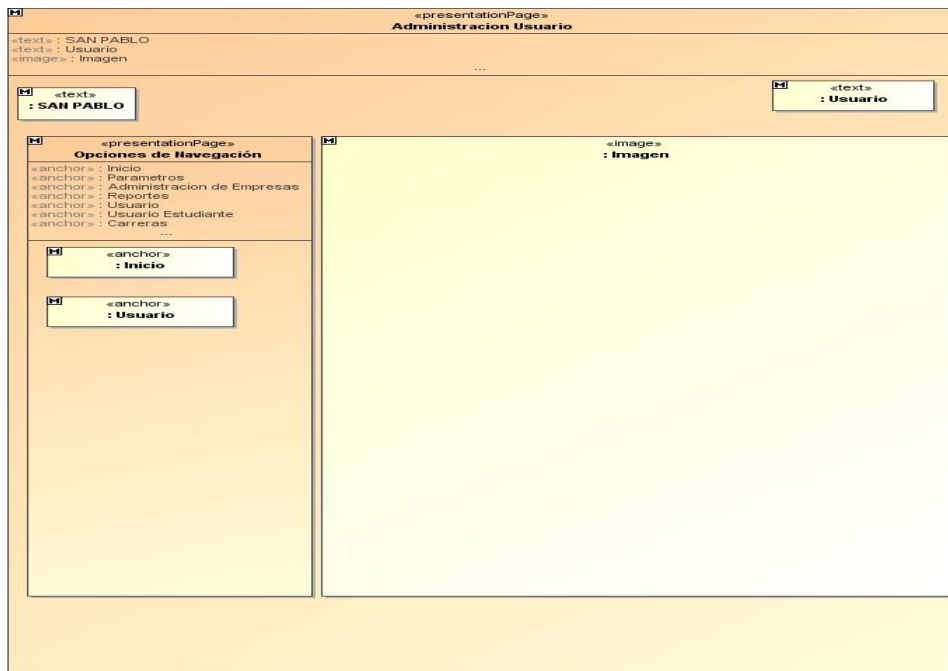 «presentationPage»
Administracion Usuario
«text» : SAN PABLO
«text» : Usuario
«image» : Imagen
...
«text»
: SAN PABLO
«text»
: Usuario
«presentationPage»
Opciones de Navegación
«anchor» : Inicio
«anchor» : Parametros
«anchor» : Administracion de Empresas
«anchor» : Reportes
«anchor» : Usuario
«anchor» : Usuario Estudiante
«anchor» : Carreras
...
«anchor»
: Inicio
«anchor»
: Usuario
«image»
: Imagen